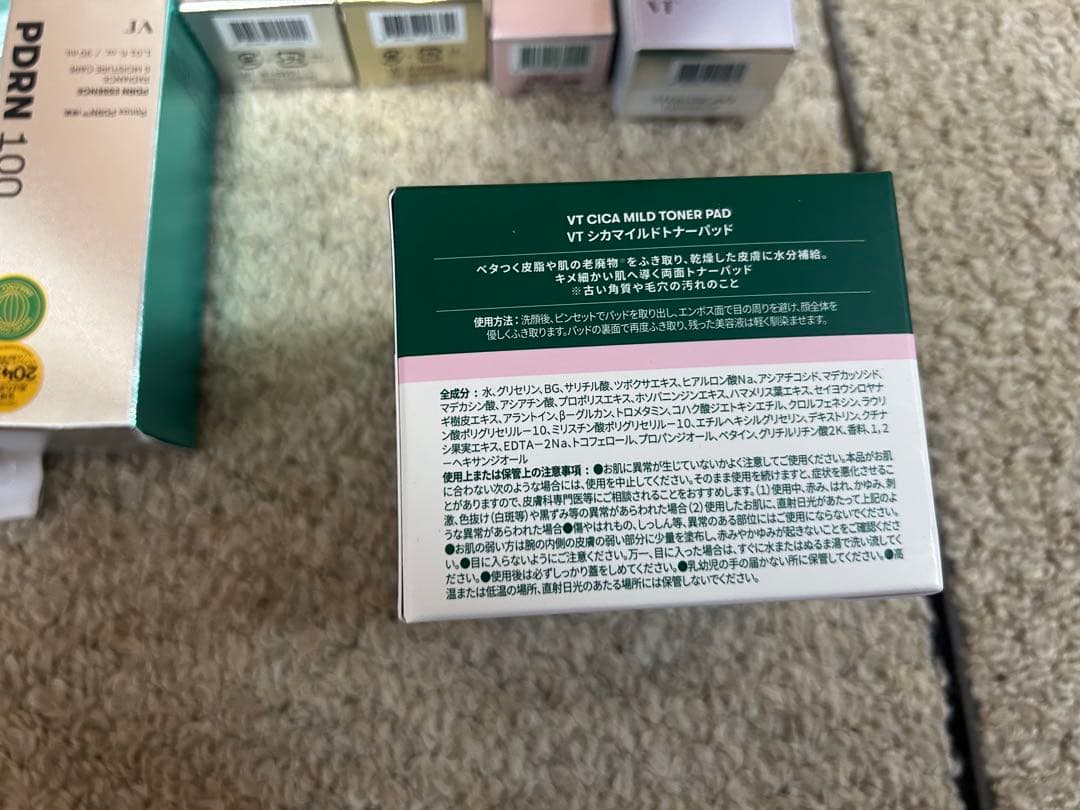 VT
PDRN 100
1.01 fl. oz. / 30 mL
6 MOISTURE CARE
RADIANCE
PDRN ESSENCE
VT
VT CICA MILD TONER PAD
VT シカマイルドトナーパッド
ベタつく皮脂や肌の老廃物※をふき取り、乾燥した皮膚に水分補給。
キメ細かい肌へ導く両面トナーパッド
※古い角質や毛穴の汚れのこと
使用方法：洗顔後、ピンセットでパッドを取り出し、エンボス面で目の周りを避け、顔全体を
優しくふき取ります。パッドの裏面で再度ふき取り、残った美容液は軽く馴染ませます。
全成分：水、グリセリン、BG、サリチル酸、ツボクサエキス、ヒアルロン酸Na、アシアチコシド、マデカッソシド、
マデカシン酸、アシアチン酸、プロポリスエキス、ホソバニンジンエキス、ハマメリス葉エキス、セイヨウシロヤナ
ギ樹皮エキス、アラントイン、β－グルカン、トロメタミン、コハク酸ジエトキシエチル、クロルフェネシン、ラウリ
ン酸ポリグリセリル－10、ミリスチン酸ポリグリセリル－10、エチルヘキシルグリセリン、デキストリン、クチナ
シ果実エキス、EDTA－2Na、トコフェロール、プロパンジオール、ベタイン、グリチルリチン酸2K、香料、1，2
－ヘキサンジオール
使用上または保管上の注意事項：●お肌に異常が生じていないかよく注意してご使用ください。本品がお肌
に合わない次のような場合には、使用を中止してください。そのまま使用を続けますと、症状を悪化させるこ
とがありますので、皮膚科専門医等にご相談されることをおすすめします。（1）使用中、赤み、はれ、かゆみ、刺
激、色抜け（白斑等）や黒ずみ等の異常があらわれた場合（2）使用したお肌に、直射日光があたって上記のよ
うな異常があらわれた場合●傷やはれもの、しっしん等、異常のある部位にはご使用にならないでください。
●お肌の弱い方は腕の内側の皮膚の弱い部分に少量を塗布し、赤みやかゆみが起きないことをご確認くださ
い。●目に入らないようにご注意ください。万一、目に入った場合は、すぐに水またはぬるま湯で洗い流してく
ださい。●使用後は必ずしっかり蓋をしめてください。●乳幼児の手の届かない所に保管してください。●高
温または低温の場所、直射日光のあたる場所には保管しないでください。